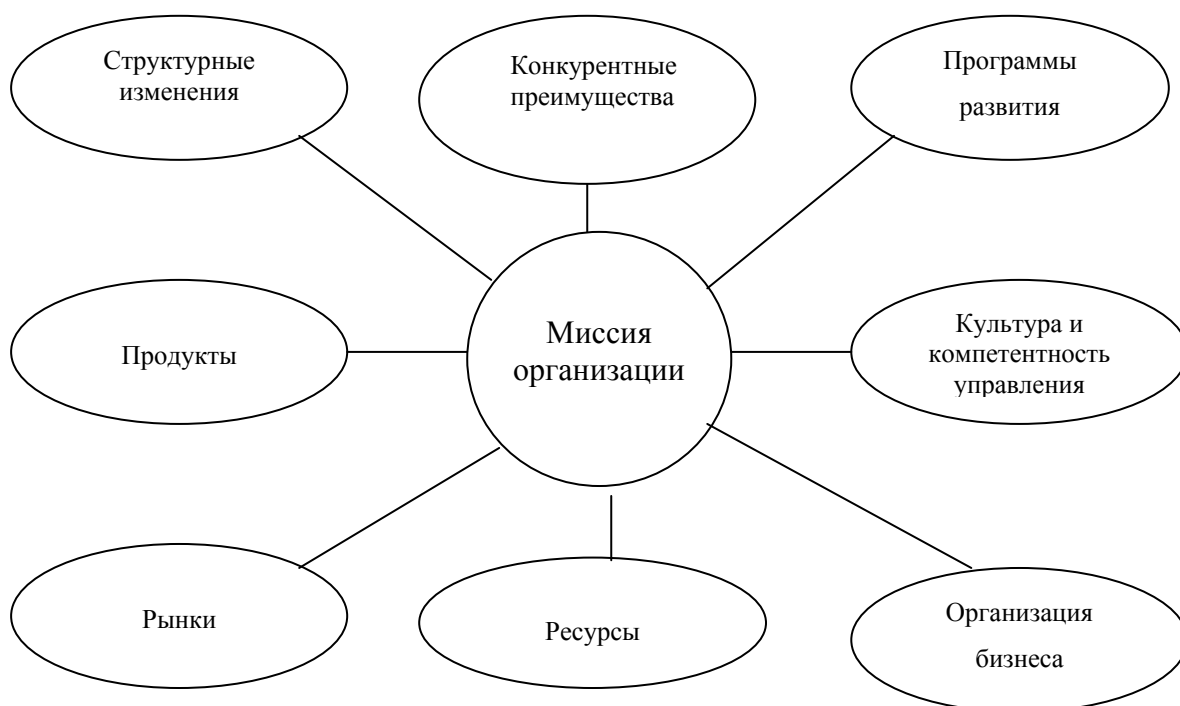 Структурные
изменения
Конкурентные
преимущества
Программы
развития
Продукты
Миссия
организации
Культура и
компетентность
управления
Рынки
Ресурсы
Организация
бизнеса